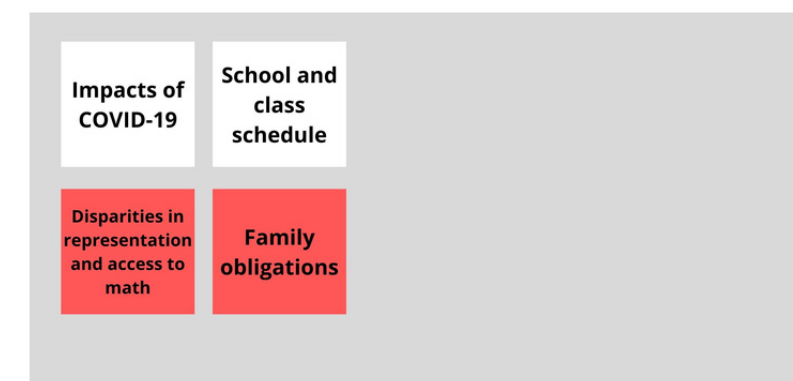 Impacts of
COVID-19
School and
class
schedule
Disparities in
representation
and access to
math
Family
obligations